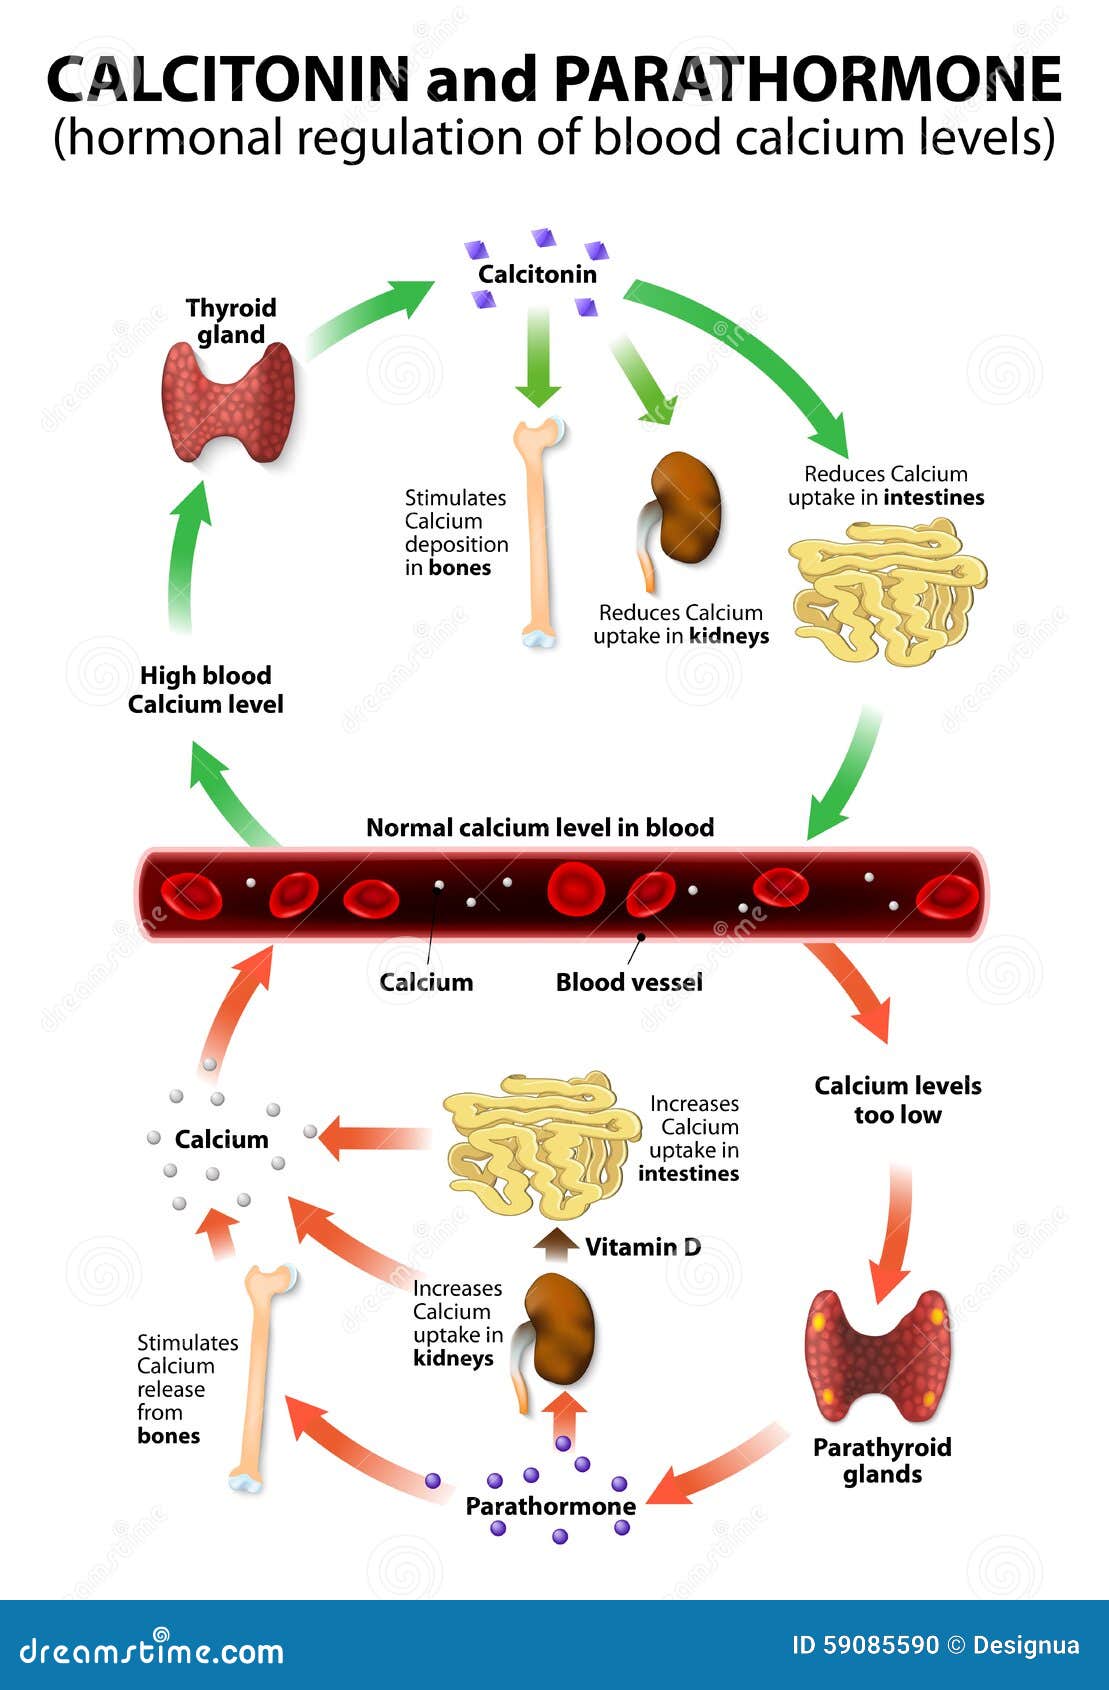 CALCITONIN and PARATHORMONE
(hormonal regulation of blood calcium levels)
Calcitonin
Thyroid
gland
Stimulates
Calcium
deposition
in bones
Reduces Calcium
uptake in kidneys
Reduces Calcium
uptake in intestines
High blood
Calcium level
Normal calcium level in blood
Calcium
Blood vessel
Calcium levels
too low
Calcium
Increases
Calcium
uptake in
intestines
Vitamin D
Increases
Calcium
uptake in
kidneys
Stimulates
Calcium
release
from
bones
Parathyroid
glands
Parathormone
dreamstime.com
ID 59085590 © Designua